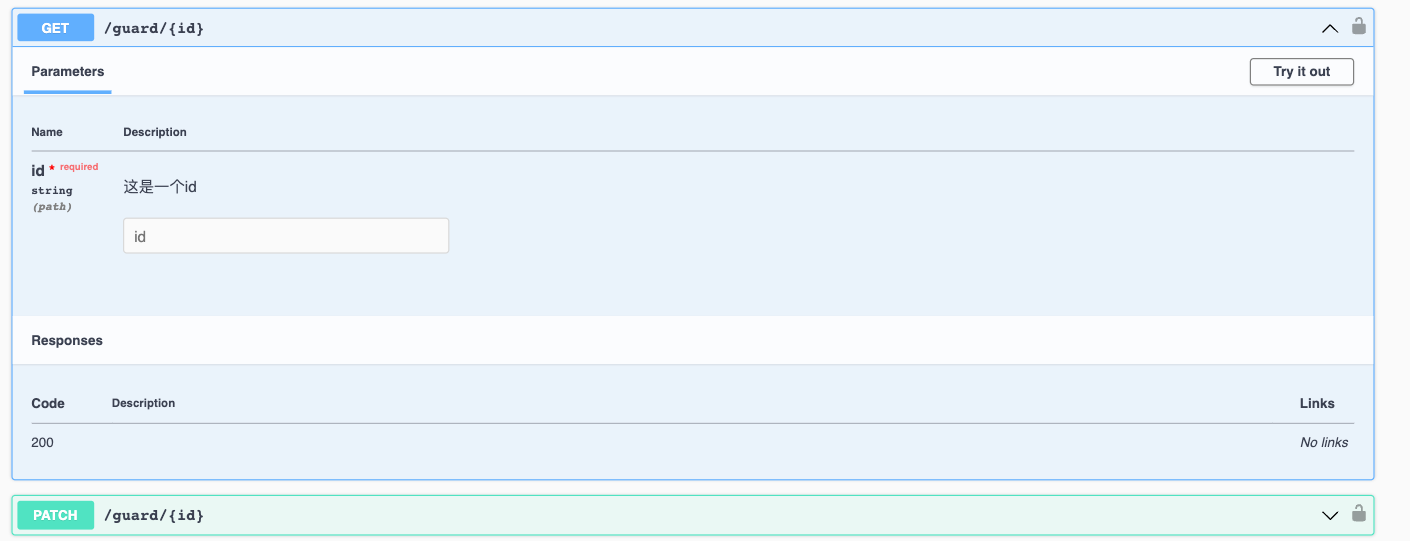 GET /guard/{id}
Parameters Try it out
Name Description
id * required
string
(path)
这是一个id
id
Responses
Code Description Links
200 No links
PATCH /guard/{id}